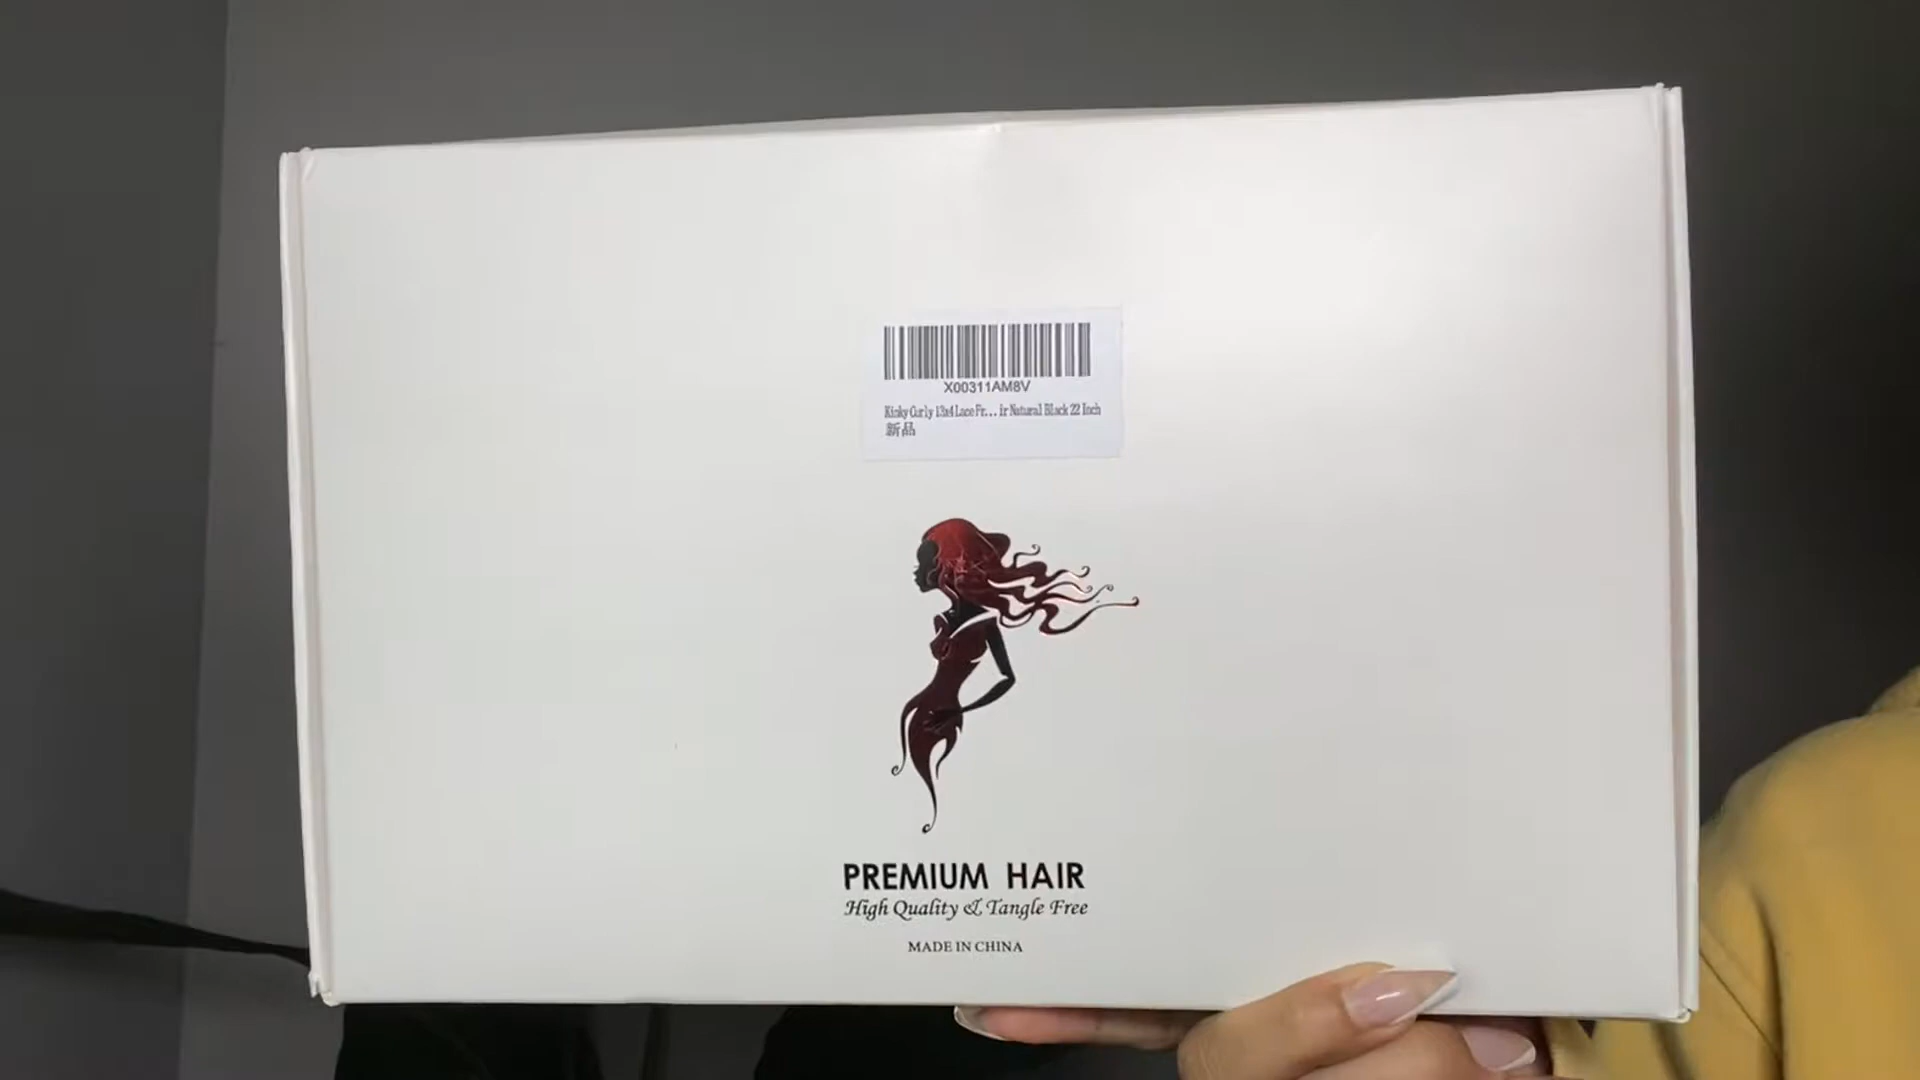 X00311AM8V
Kinky Curly 13x4 Lace Fr... ir Natural Black 22 Inch
新品
PREMIUM HAIR
High Quality & Tangle Free
MADE IN CHINA